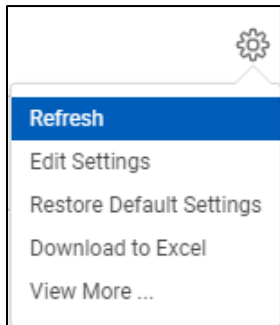 Refresh
Edit Settings
Restore Default Settings
Download to Excel
View More ...